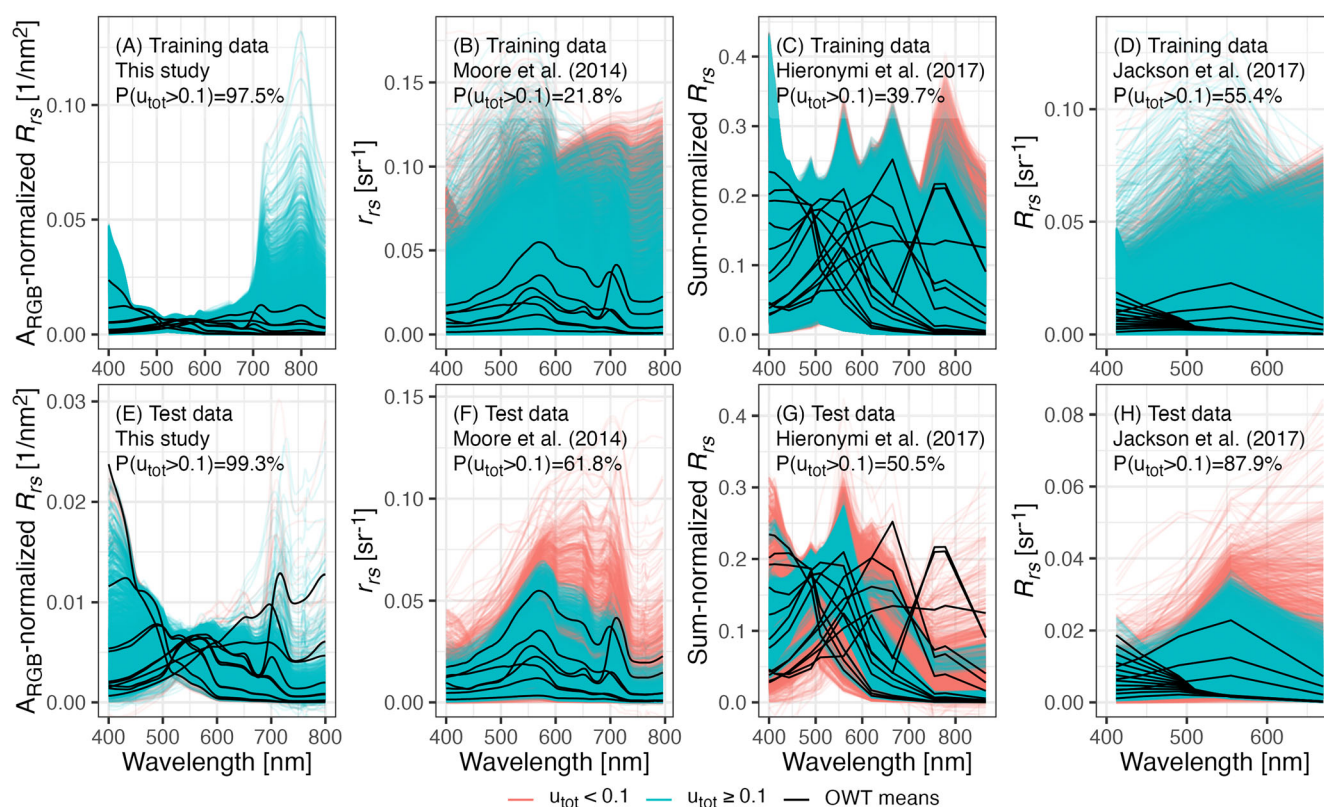 A_RGB-normalized R_rs [1/nm²]
0.10
0.05
0.00
(A) Training data
This study
P(u_tot>0.1)=97.5%
400 500 600 700 800
r_rs [sr⁻¹]
0.15
0.10
0.05
0.00
(B) Training data
Moore et al. (2014)
P(u_tot>0.1)=21.8%
400 500 600 700 800
Sum-normalized R_rs
0.4
0.3
0.2
0.1
0.0
(C) Training data
Hieronymi et al. (2017)
P(u_tot>0.1)=39.7%
400 500 600 700 800
R_rs [sr⁻¹]
0.10
0.05
0.00
(D) Training data
Jackson et al. (2017)
P(u_tot>0.1)=55.4%
400 500 600
A_RGB-normalized R_rs [1/nm²]
0.03
0.02
0.01
0.00
(E) Test data
This study
P(u_tot>0.1)=99.3%
400 500 600 700 800
Wavelength [nm]
r_rs [sr⁻¹]
0.15
0.10
0.05
0.00
(F) Test data
Moore et al. (2014)
P(u_tot>0.1)=61.8%
400 500 600 700 800
Wavelength [nm]
Sum-normalized R_rs
0.4
0.3
0.2
0.1
0.0
(G) Test data
Hieronymi et al. (2017)
P(u_tot>0.1)=50.5%
400 500 600 700 800
Wavelength [nm]
R_rs [sr⁻¹]
0.08
0.06
0.04
0.02
0.00
(H) Test data
Jackson et al. (2017)
P(u_tot>0.1)=87.9%
400 500 600
Wavelength [nm]
u_tot < 0.1 u_tot ≥ 0.1 OWT means